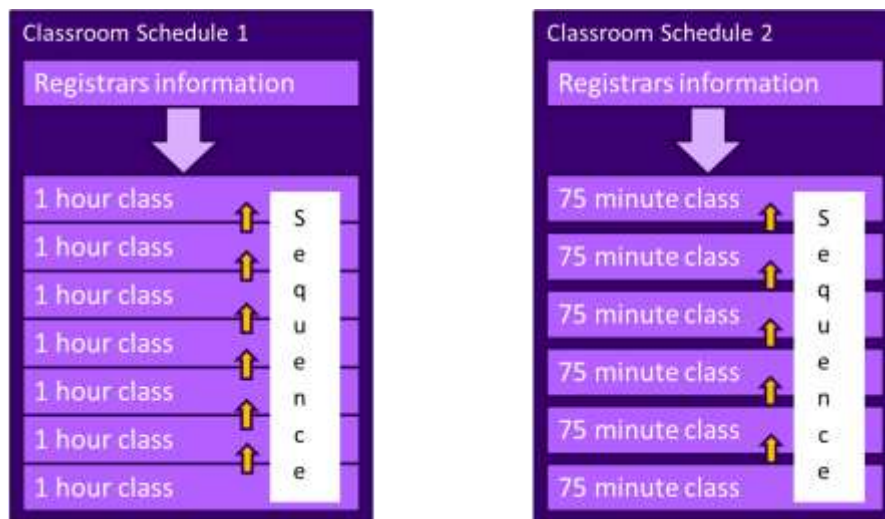 Classroom Schedule 1
Registrars information
1 hour class
1 hour class
1 hour class
1 hour class
1 hour class
1 hour class
1 hour class
S
e
q
u
e
n
c
e
Classroom Schedule 2
Registrars information
75 minute class
75 minute class
75 minute class
75 minute class
75 minute class
75 minute class
S
e
q
u
e
n
c
e